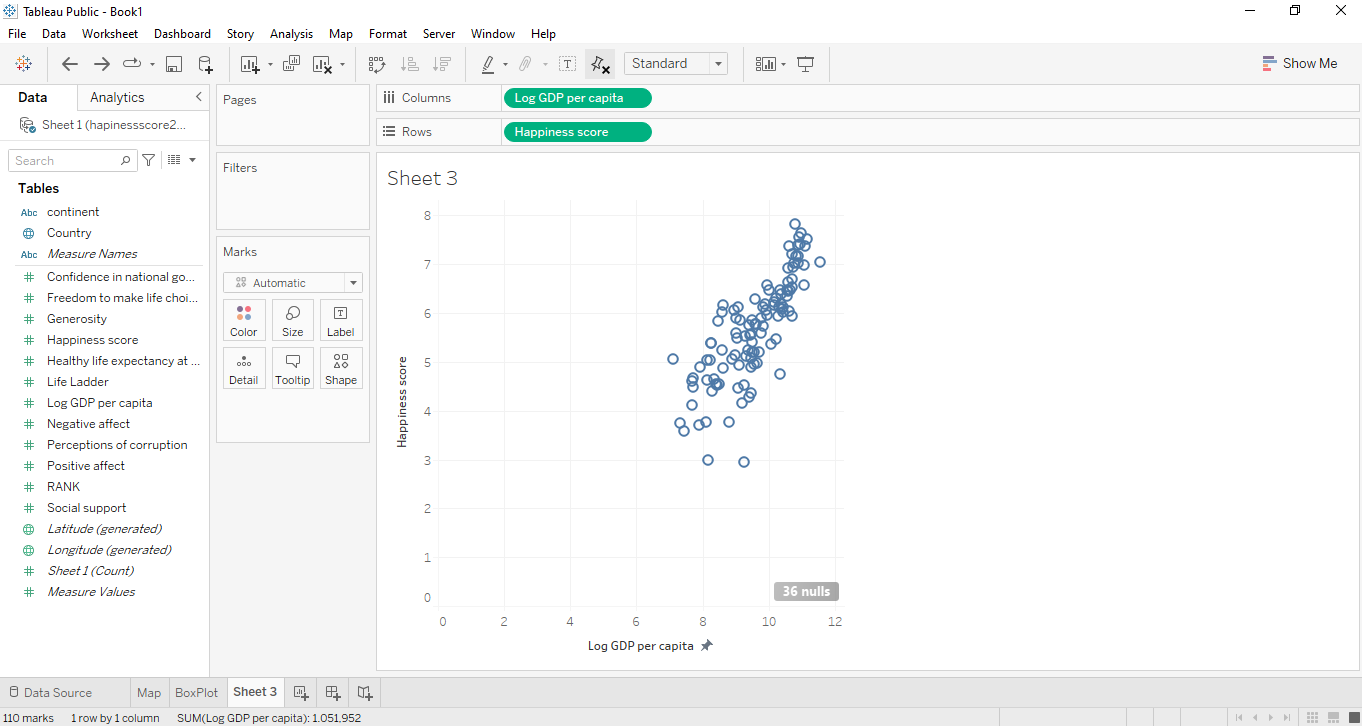 Tableau Public - Book1
File Data Worksheet Dashboard Story Analysis Map Format Server Window Help
Standard
Show Me
Data Analytics
Sheet 1 (hapinessscore2...
Search
Tables
Abc continent
Country
Abc Measure Names
Confidence in national go...
Freedom to make life choi...
Generosity
Happiness score
Healthy life expectancy at ...
Life Ladder
Log GDP per capita
Negative affect
Perceptions of corruption
Positive affect
RANK
Social support
Latitude (generated)
Longitude (generated)
Sheet 1 (Count)
Measure Values
Pages
Filters
Marks
Automatic
Color Size Label
Detail Tooltip Shape
Columns Log GDP per capita
Rows Happiness score
Sheet 3
8
7
6
5
4
3
2
1
0
Happiness score
36 nulls
0 2 4 6 8 10 12
Log GDP per capita
Data Source Map BoxPlot Sheet 3
110 marks 1 row by 1 column SUM(Log GDP per capita): 1.051,952